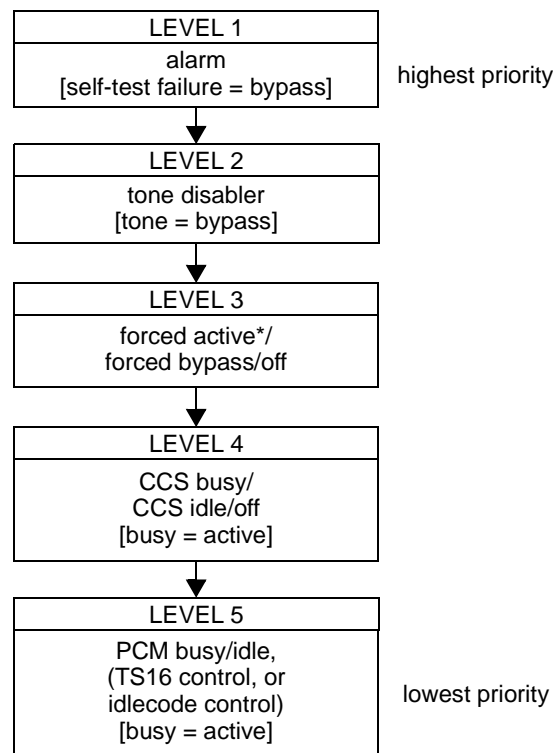 LEVEL 1
alarm
[self-test failure = bypass]
highest priority
LEVEL 2
tone disabler
[tone = bypass]
LEVEL 3
forced active*/
forced bypass/off
LEVEL 4
CCS busy/
CCS idle/off
[busy = active]
LEVEL 5
PCM busy/idle,
(TS16 control, or
idlecode control)
[busy = active]
lowest priority